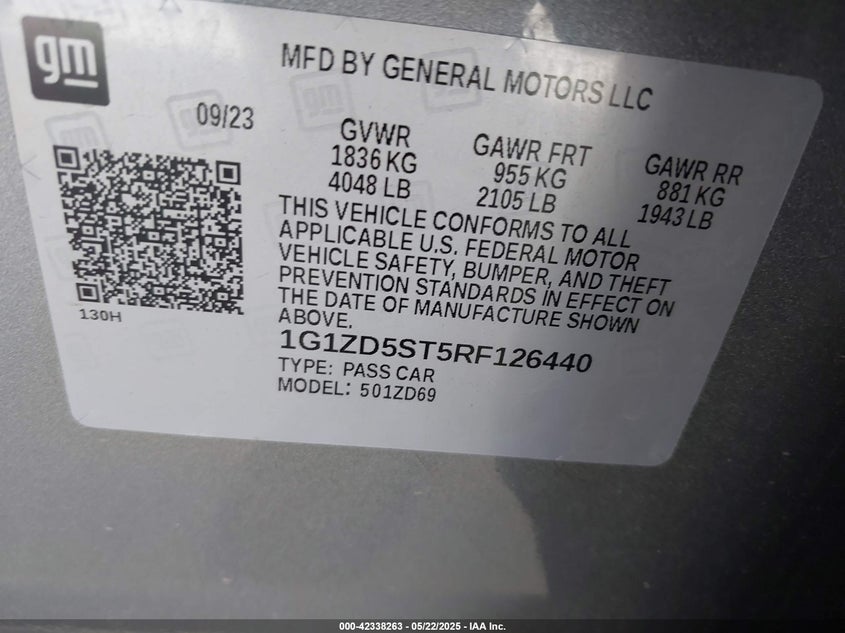 gm
MFD BY GENERAL MOTORS LLC
09/23
GVWR
1836 KG
4048 LB
GAWR FRT
955 KG
2105 LB
GAWR RR
881 KG
1943 LB
THIS VEHICLE CONFORMS TO ALL
APPLICABLE U.S. FEDERAL MOTOR
VEHICLE SAFETY, BUMPER, AND THEFT
PREVENTION STANDARDS IN EFFECT ON
THE DATE OF MANUFACTURE SHOWN
ABOVE.
130H
1G1ZD5ST5RF126440
TYPE: PASS CAR
MODEL: 501ZD69
000-42338263 - 05/22/2025 - IAA Inc.